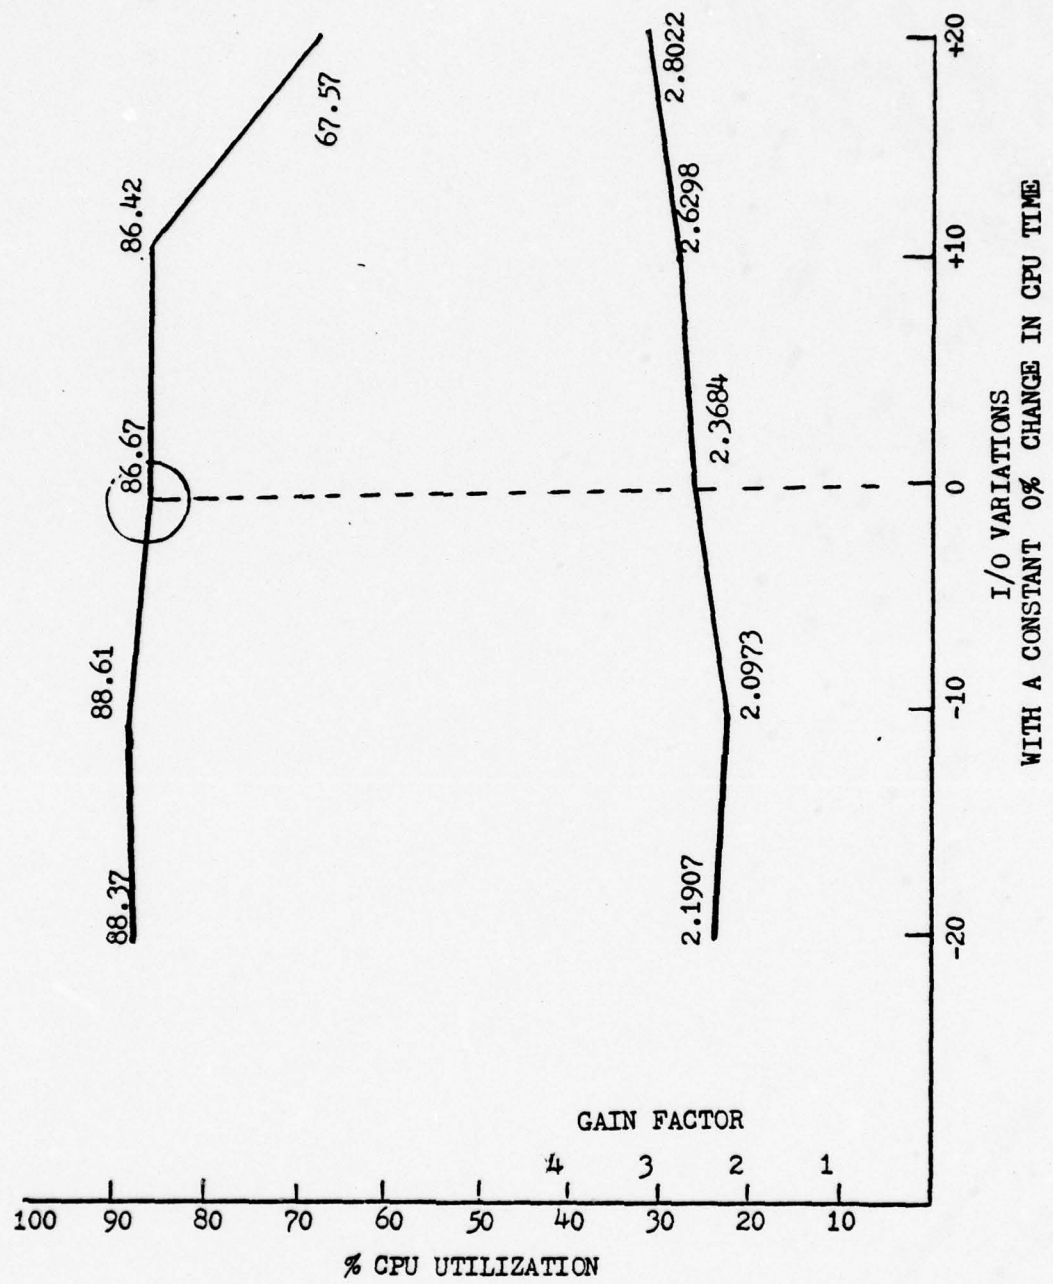 +20
67.57
2.8022
86.42
2.6298
+10
86.67
2.3684
0
I/O VARIATIONS
WITH A CONSTANT 0% CHANGE IN CPU TIME
88.61
2.0973
-10
88.37
2.1907
-20
GAIN FACTOR
4 3 2 1
100 90 80 70 60 50 40 30 20 10
% CPU UTILIZATION